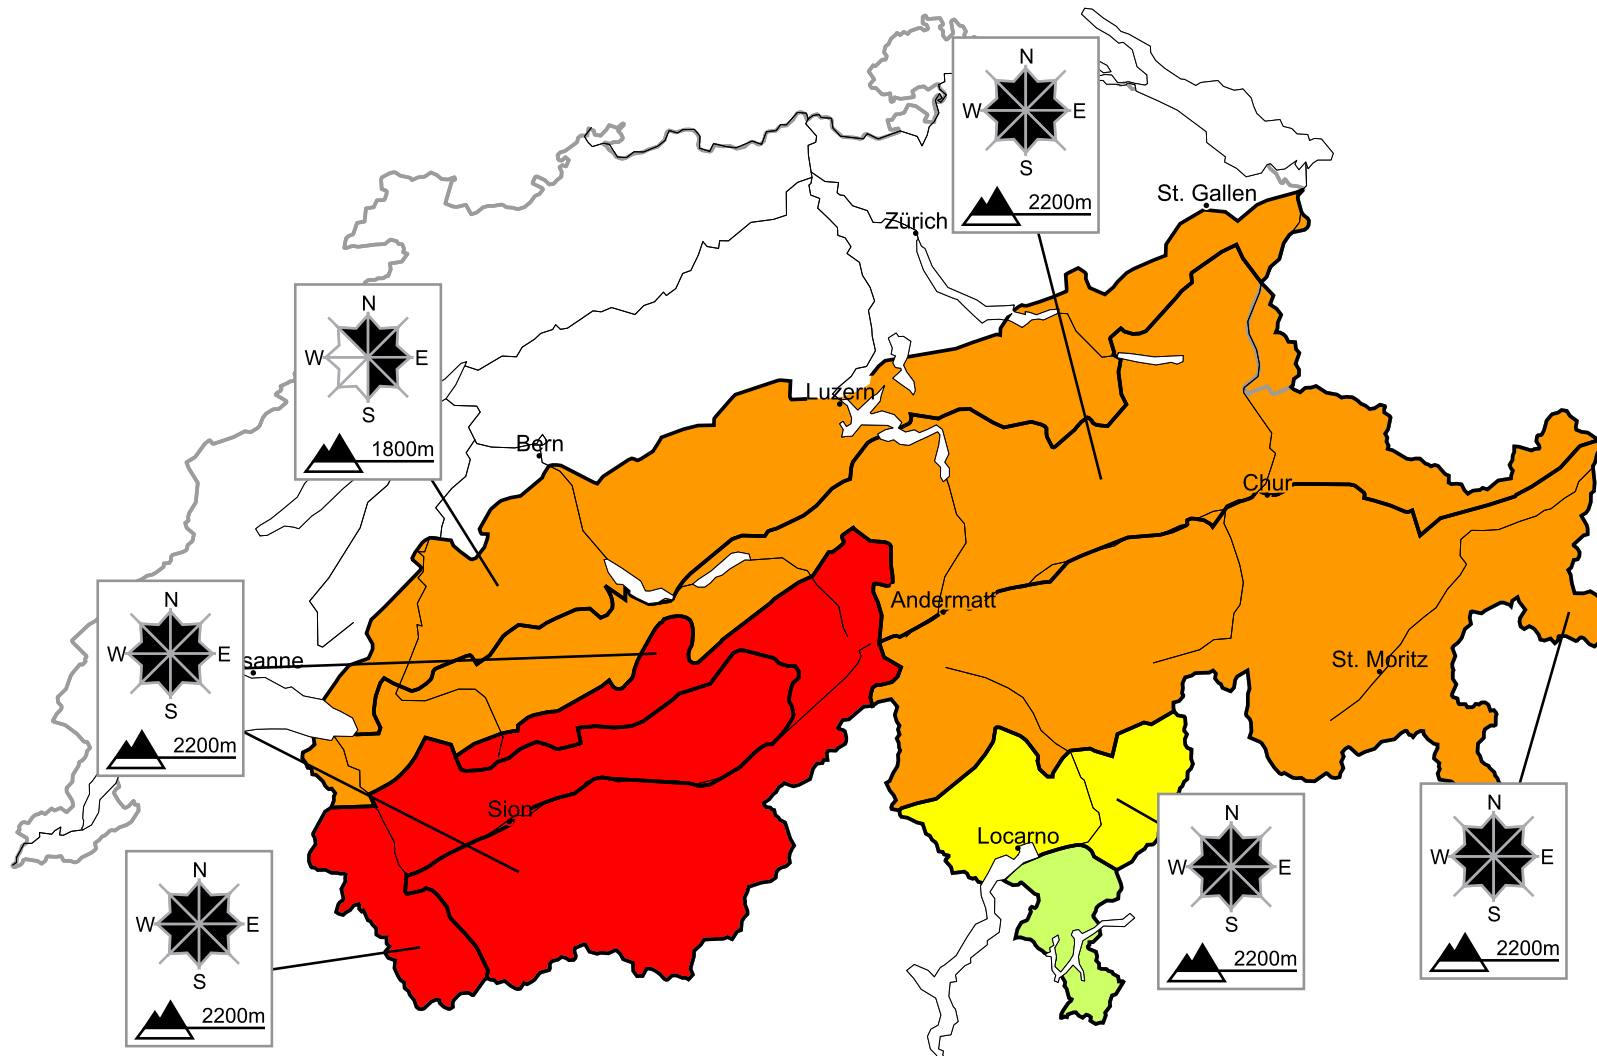 N
W E
S
2200m
St. Gallen
Zürich
N
W E
S
1800m
Luzern
Bern
Chur
N
W E
S
2200m
sanne
Andermatt
St. Moritz
Sion
Locarno
N
W E
S
2200m
N
W E
S
2200m
N
W E
S
2200m